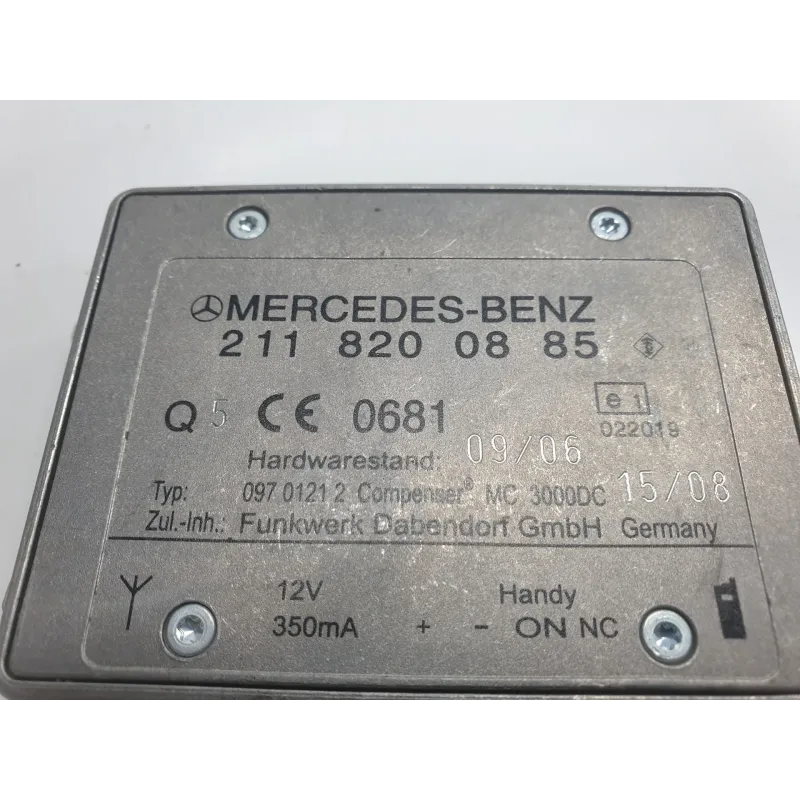 MERCEDES-BENZ
211 820 08 85
Q 5 CE 0681 e1
022019
Hardwarestand: 09/06
Typ: 097 0121 2 Compenser® MC 3000DC 15/08
Zul.-Inh.: Funkwerk Dabendorf GmbH Germany
12V Handy
350mA + - ON NC